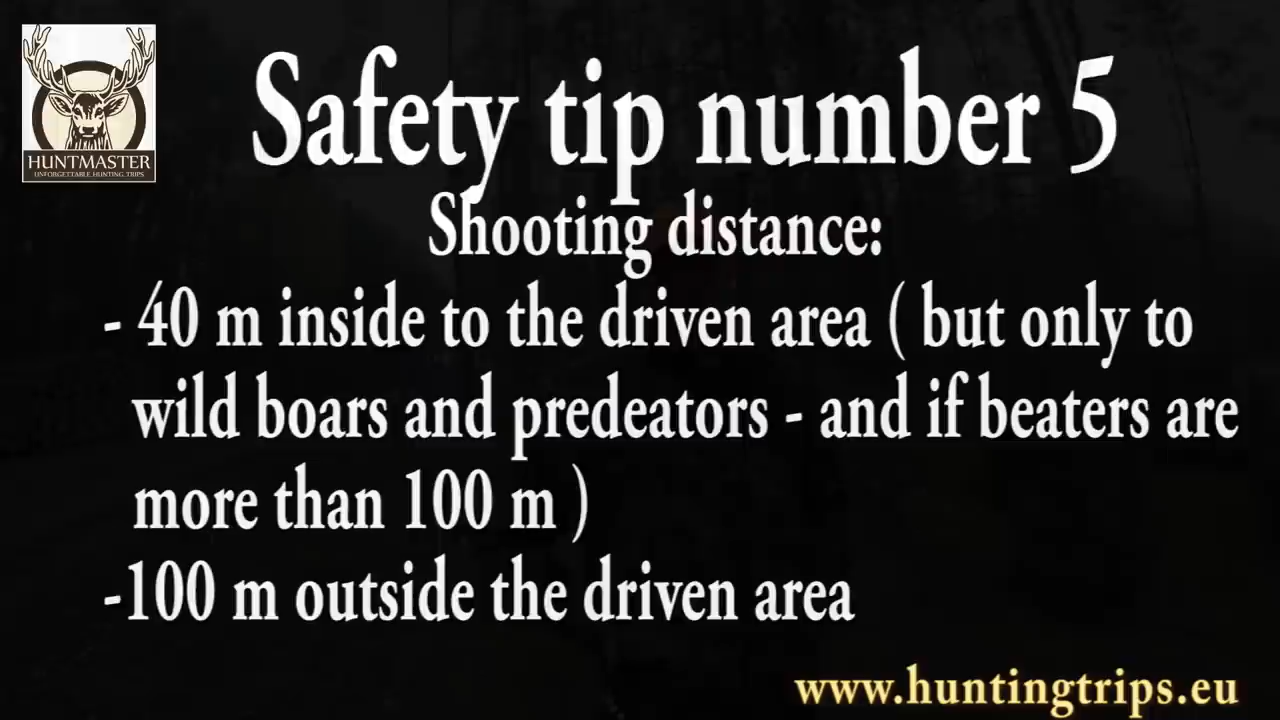 HUNTMASTER
UNFORGETTABLE HUNTING TRIPS
Safety tip number 5
Shooting distance:
- 40 m inside to the driven area ( but only to
wild boars and predeators - and if beaters are
more than 100 m )
-100 m outside the driven area
www.huntingtrips.eu